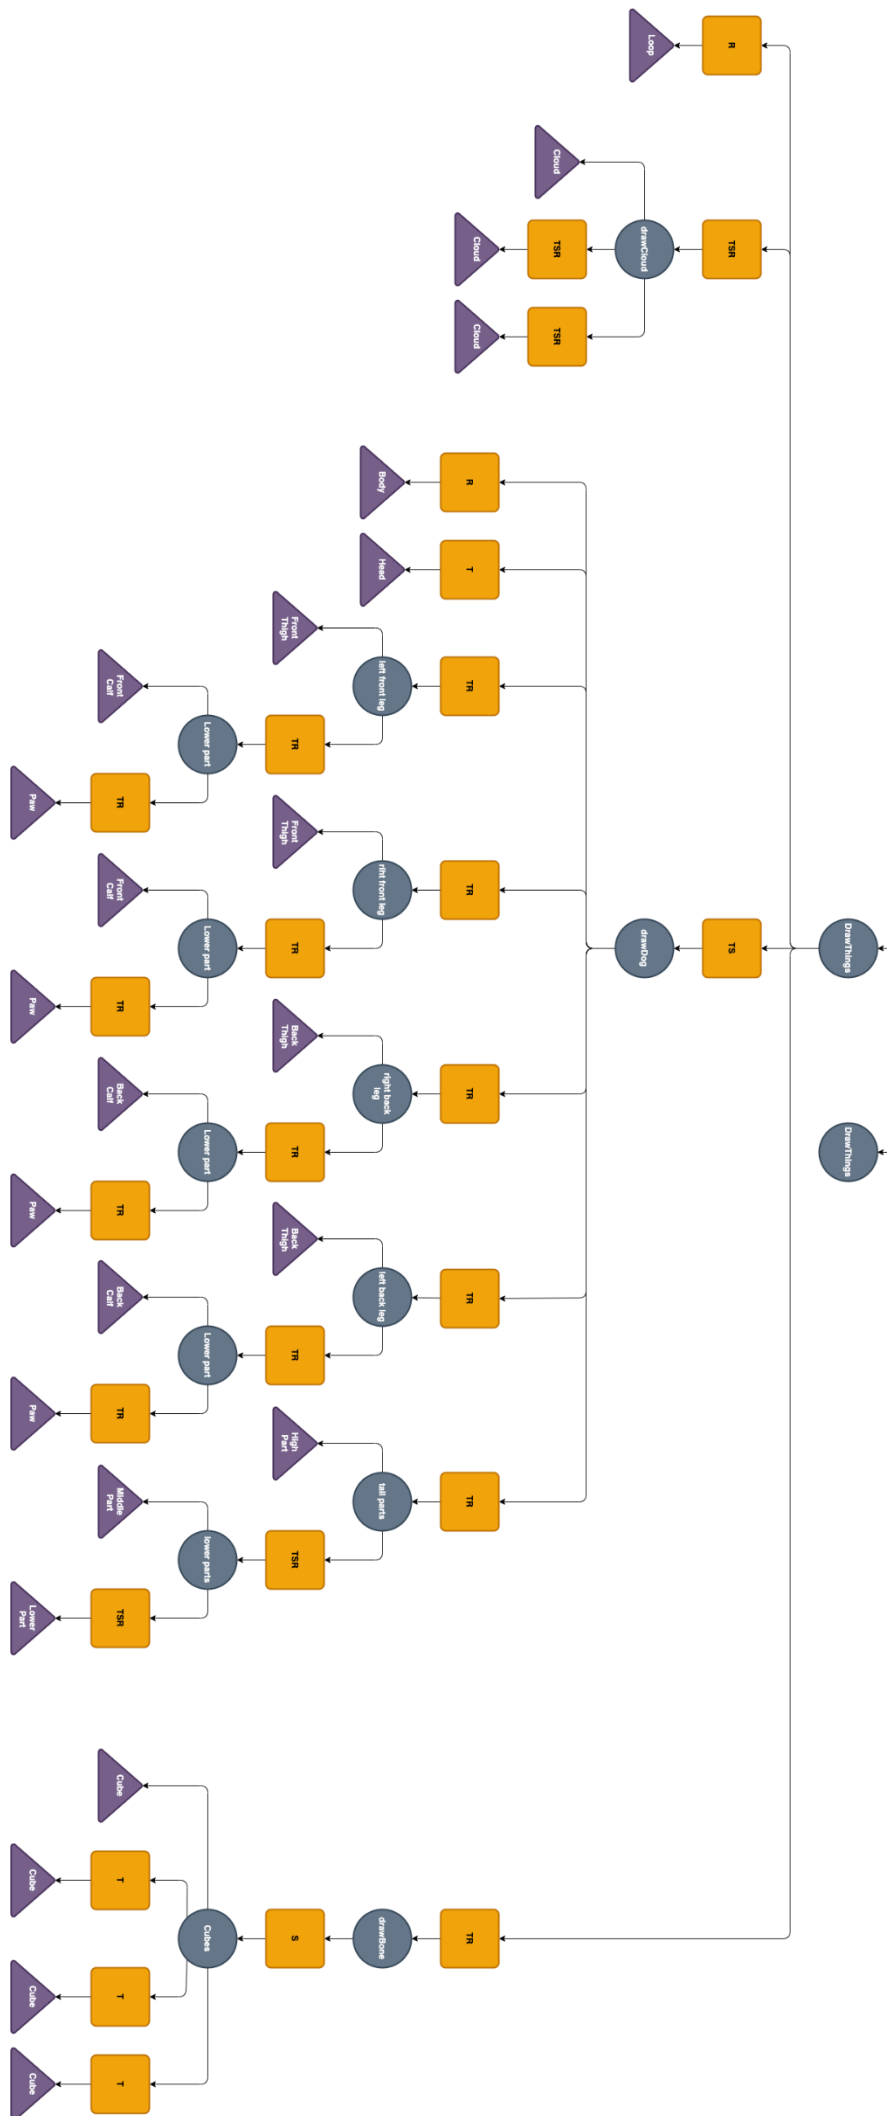 DrawThings
DrawThings
R
TSR
TS
Loop
drawCloud
drawDog
Cloud
TSR
TSR
Cloud
Cloud
R
T
TR
TR
TR
TR
TR
TR
Body
Head
left front leg
riht front leg
right back
leg
left back leg
tail parts
drawBone
Front
Thigh
TR
Front
Thigh
TR
Back
Thigh
TR
Back
Thigh
TR
High
Part
TSR
S
Lower part
Lower part
Lower part
Lower part
lower parts
Cubes
Front
Calf
TR
Front
Calf
TR
Back
Calf
TR
Back
Calf
TR
Middle
Part
TSR
Cube
T
T
T
Paw
Paw
Paw
Paw
Lower
Part
Cube
Cube
Cube